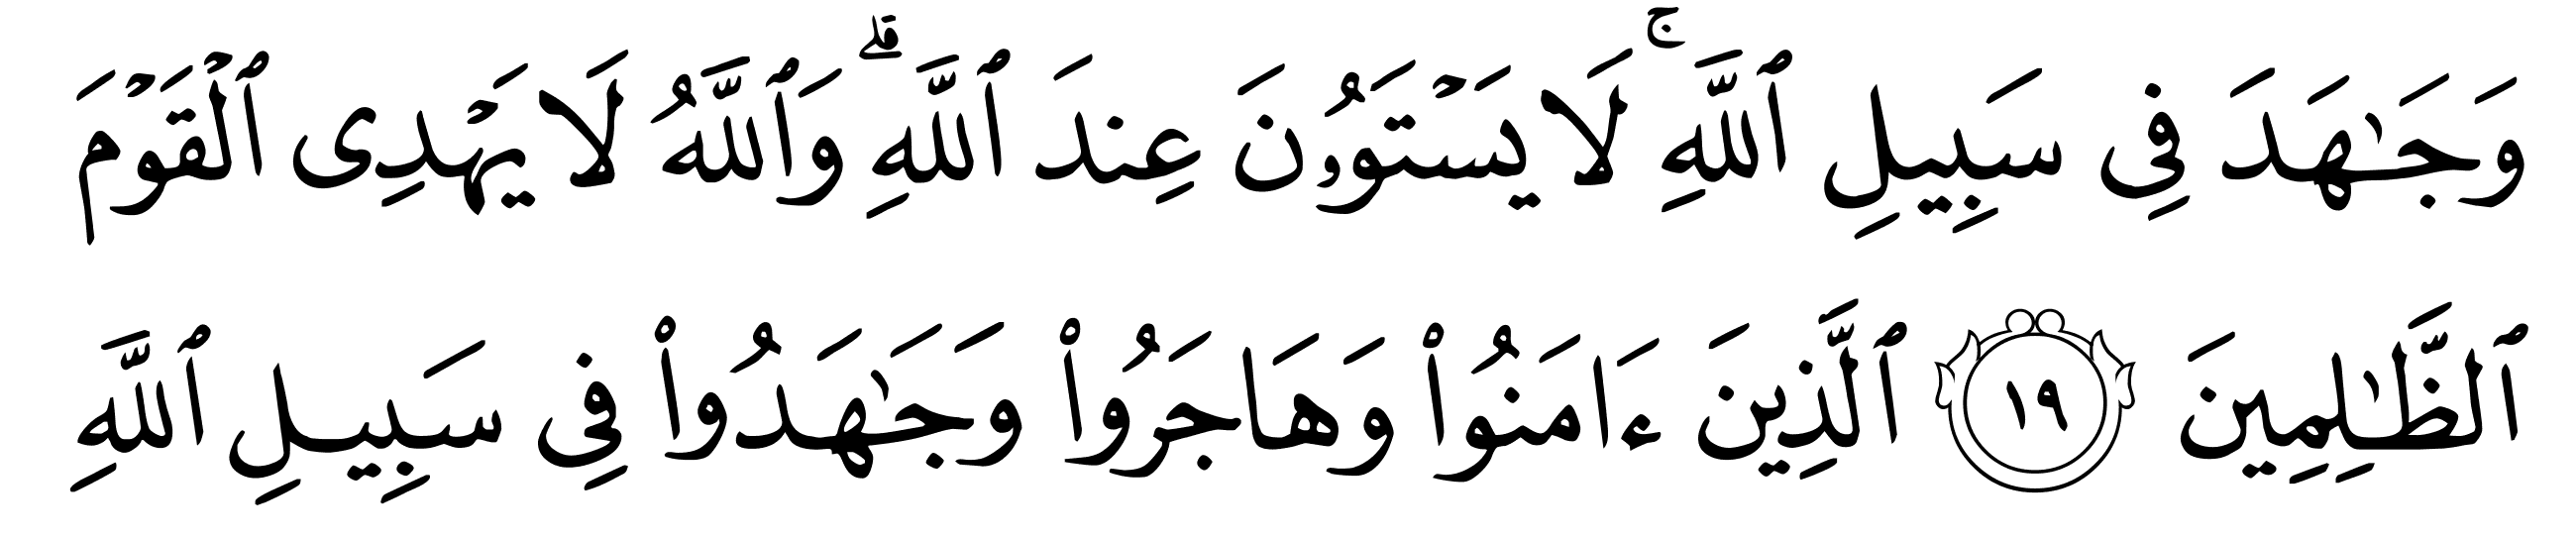 وَجَـٰهَدَ فِى سَبِيلِ ٱللَّهِ ۚ لَا يَسْتَوُۥنَ عِندَ ٱللَّهِ ۗ وَٱللَّهُ لَا يَهْدِى ٱلْقَوْمَ
ٱلظَّـٰلِمِينَ ١٩ ٱلَّذِينَ ءَامَنُوا۟ وَهَاجَرُوا۟ وَجَـٰهَدُوا۟ فِى سَبِيلِ ٱللَّهِ